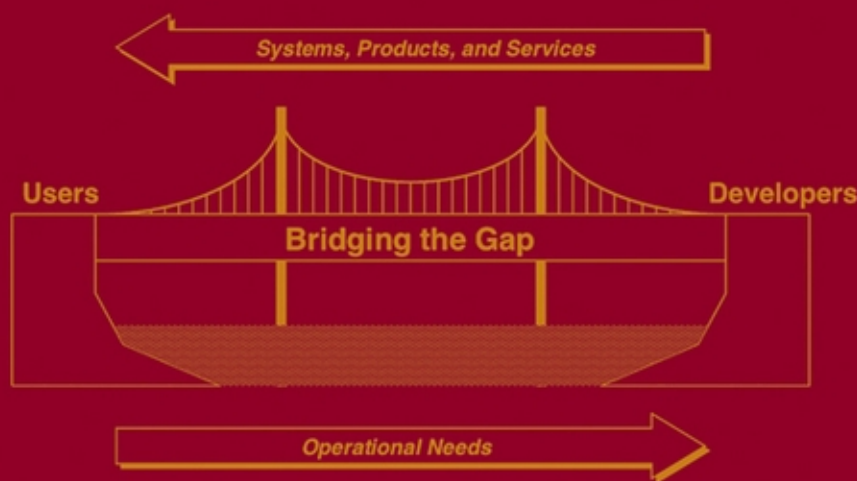 Systems, Products, and Services
Users
Developers
Bridging the Gap
Operational Needs